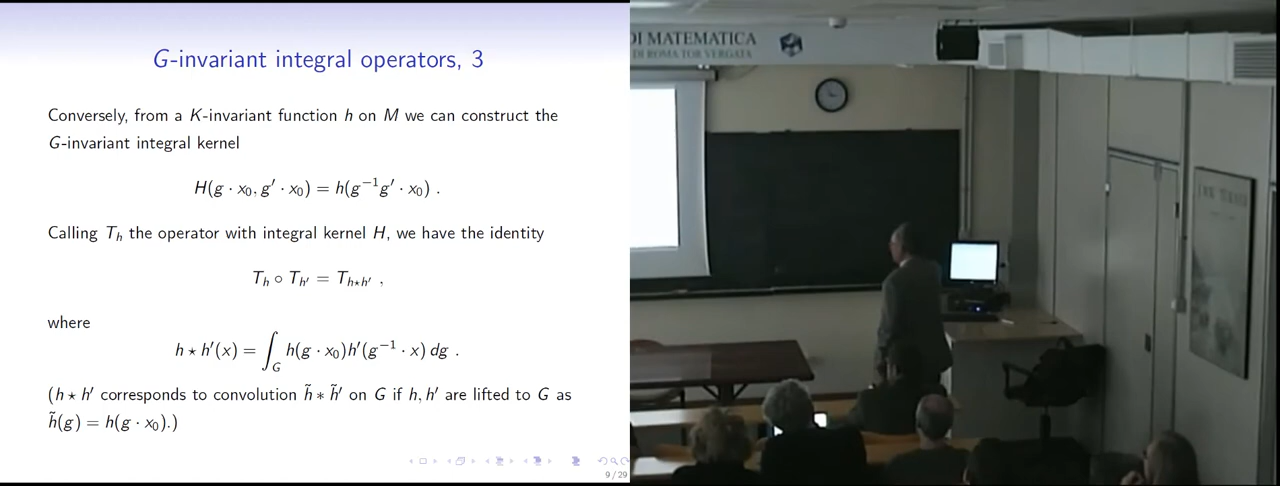 G-invariant integral operators, 3
Conversely, from a K-invariant function h on M we can construct the
G-invariant integral kernel
H(g · x₀, g′ · x₀) = h(g⁻¹g′ · x₀) .
Calling Tₕ the operator with integral kernel H, we have the identity
Tₕ ∘ Tₕ′ = Tₕ⋆ₕ′ ,
where
h ⋆ h′(x) = ∫_G h(g · x₀)h′(g⁻¹ · x) dg .
(h ⋆ h′ corresponds to convolution h̃ ∗ h̃′ on G if h, h′ are lifted to G as
h̃(g) = h(g · x₀).)
9 / 29
DI MATEMATICA
DI ROMA TOR VERGATA